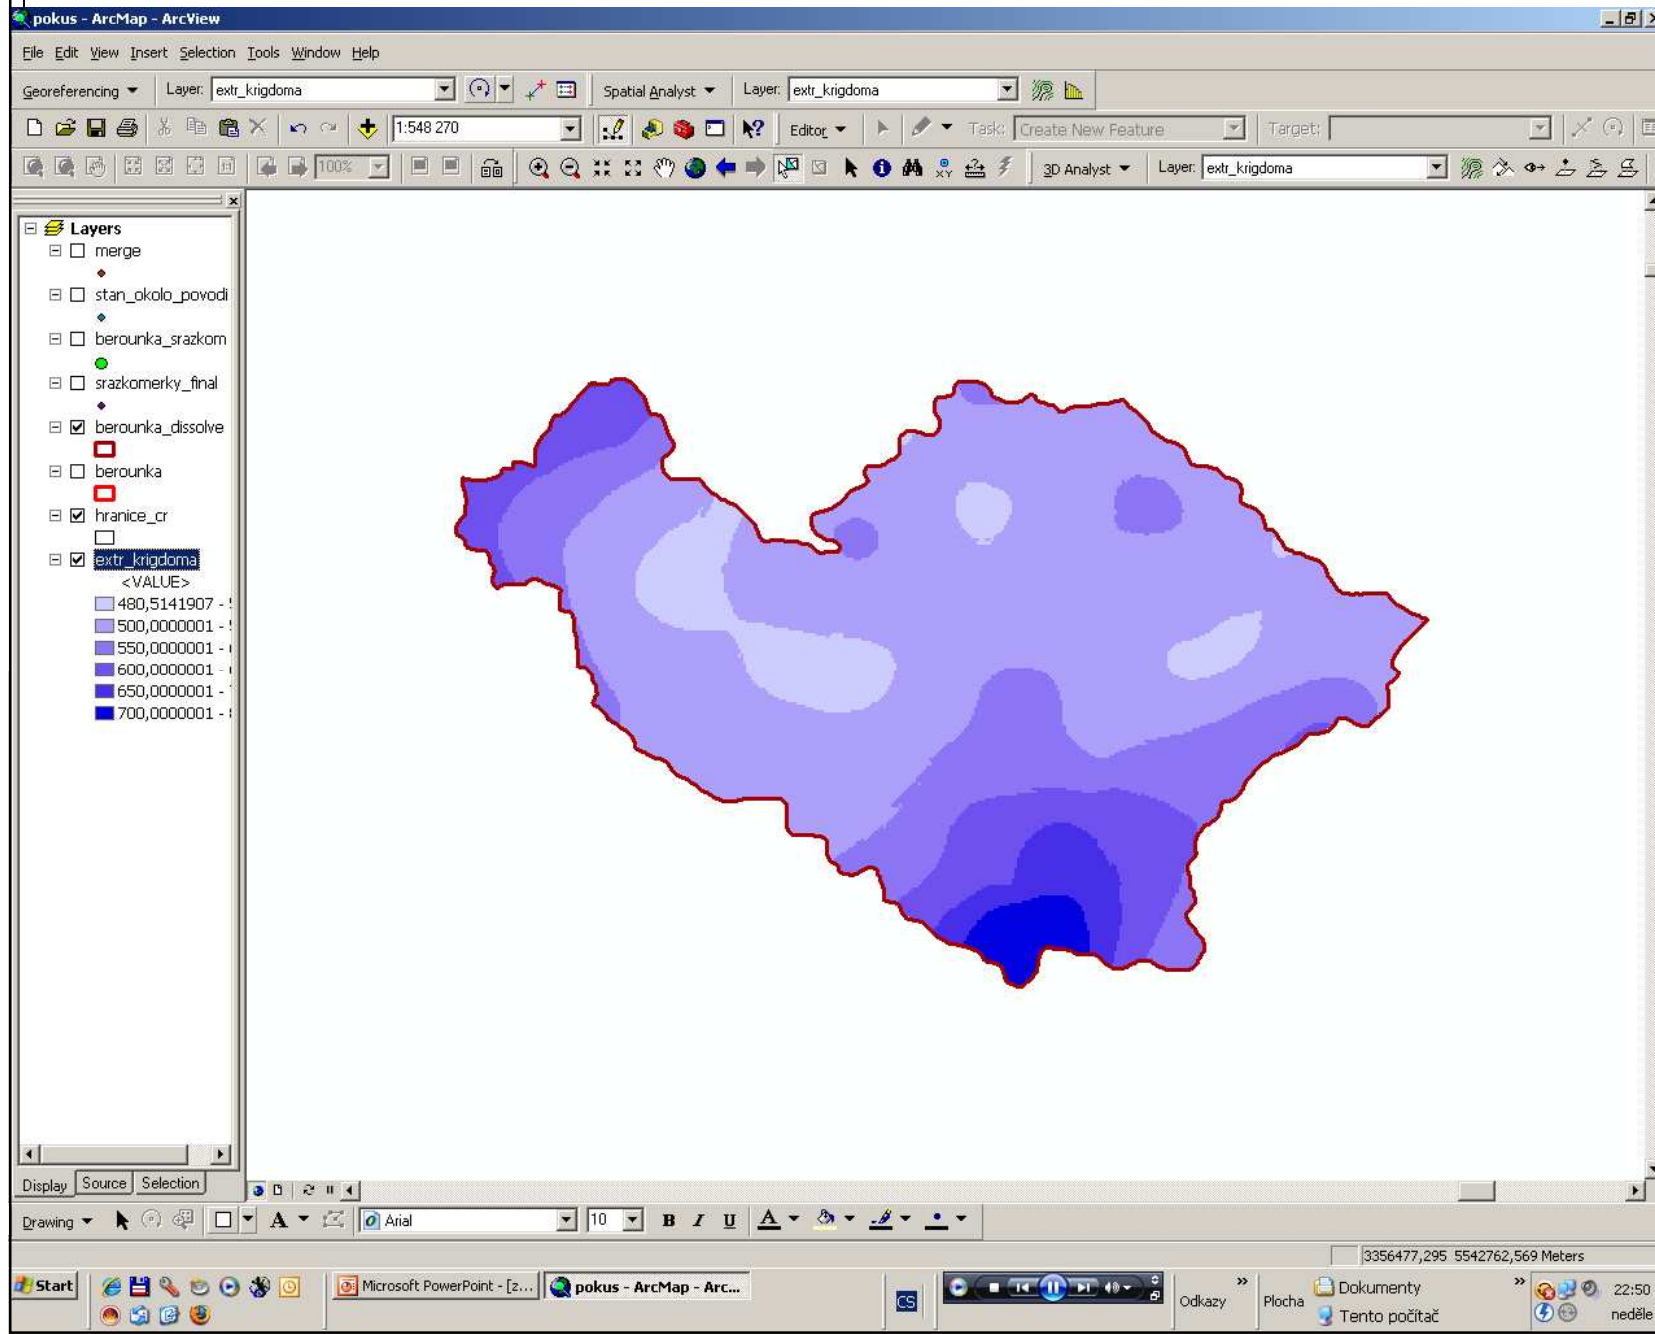 pokus - ArcMap - ArcView
File Edit View Insert Selection Tools Window Help
Georeferencing Layer: extr_krigdoma Spatial Analyst Layer: extr_krigdoma
1:548 270 Editor Task: Create New Feature Target:
100% 3D Analyst Layer: extr_krigdoma
Layers
merge
stan_okolo_povodi
berounka_srazkom
srazkomerky_final
berounka_dissolve
berounka
hranice_cr
extr_krigdoma
<VALUE>
480,5141907 -
500,0000001 -
550,0000001 -
600,0000001 -
650,0000001 -
700,0000001 -
Display Source Selection
Drawing A Arial 10 B I U A
3356477,295 5542762,569 Meters
Start Microsoft PowerPoint - [z... pokus - ArcMap - Arc... CS Odkazy Plocha Dokumenty 22:50
Tento počítač neděle